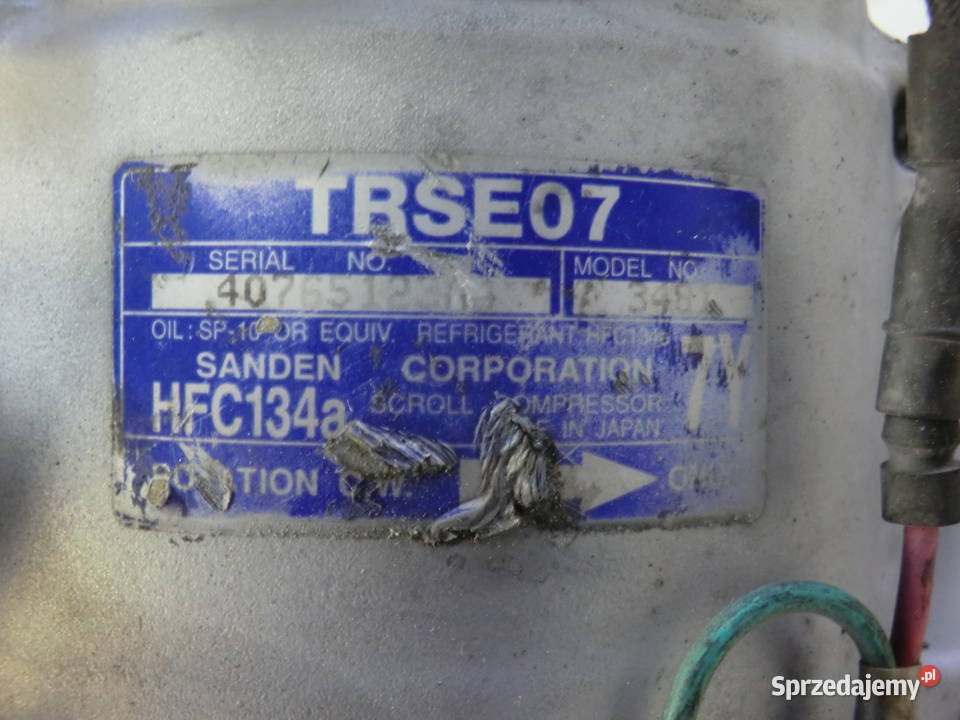 TRSE07
SERIAL NO.
MODEL NO.
OIL: SP-10 OR EQUIV. REFRIGERANT: HFC134a
SANDEN CORPORATION
7Y
HFC134a
SCROLL COMPRESSOR
IN JAPAN
ROTATION C.W.
Sprzedajemy.pl